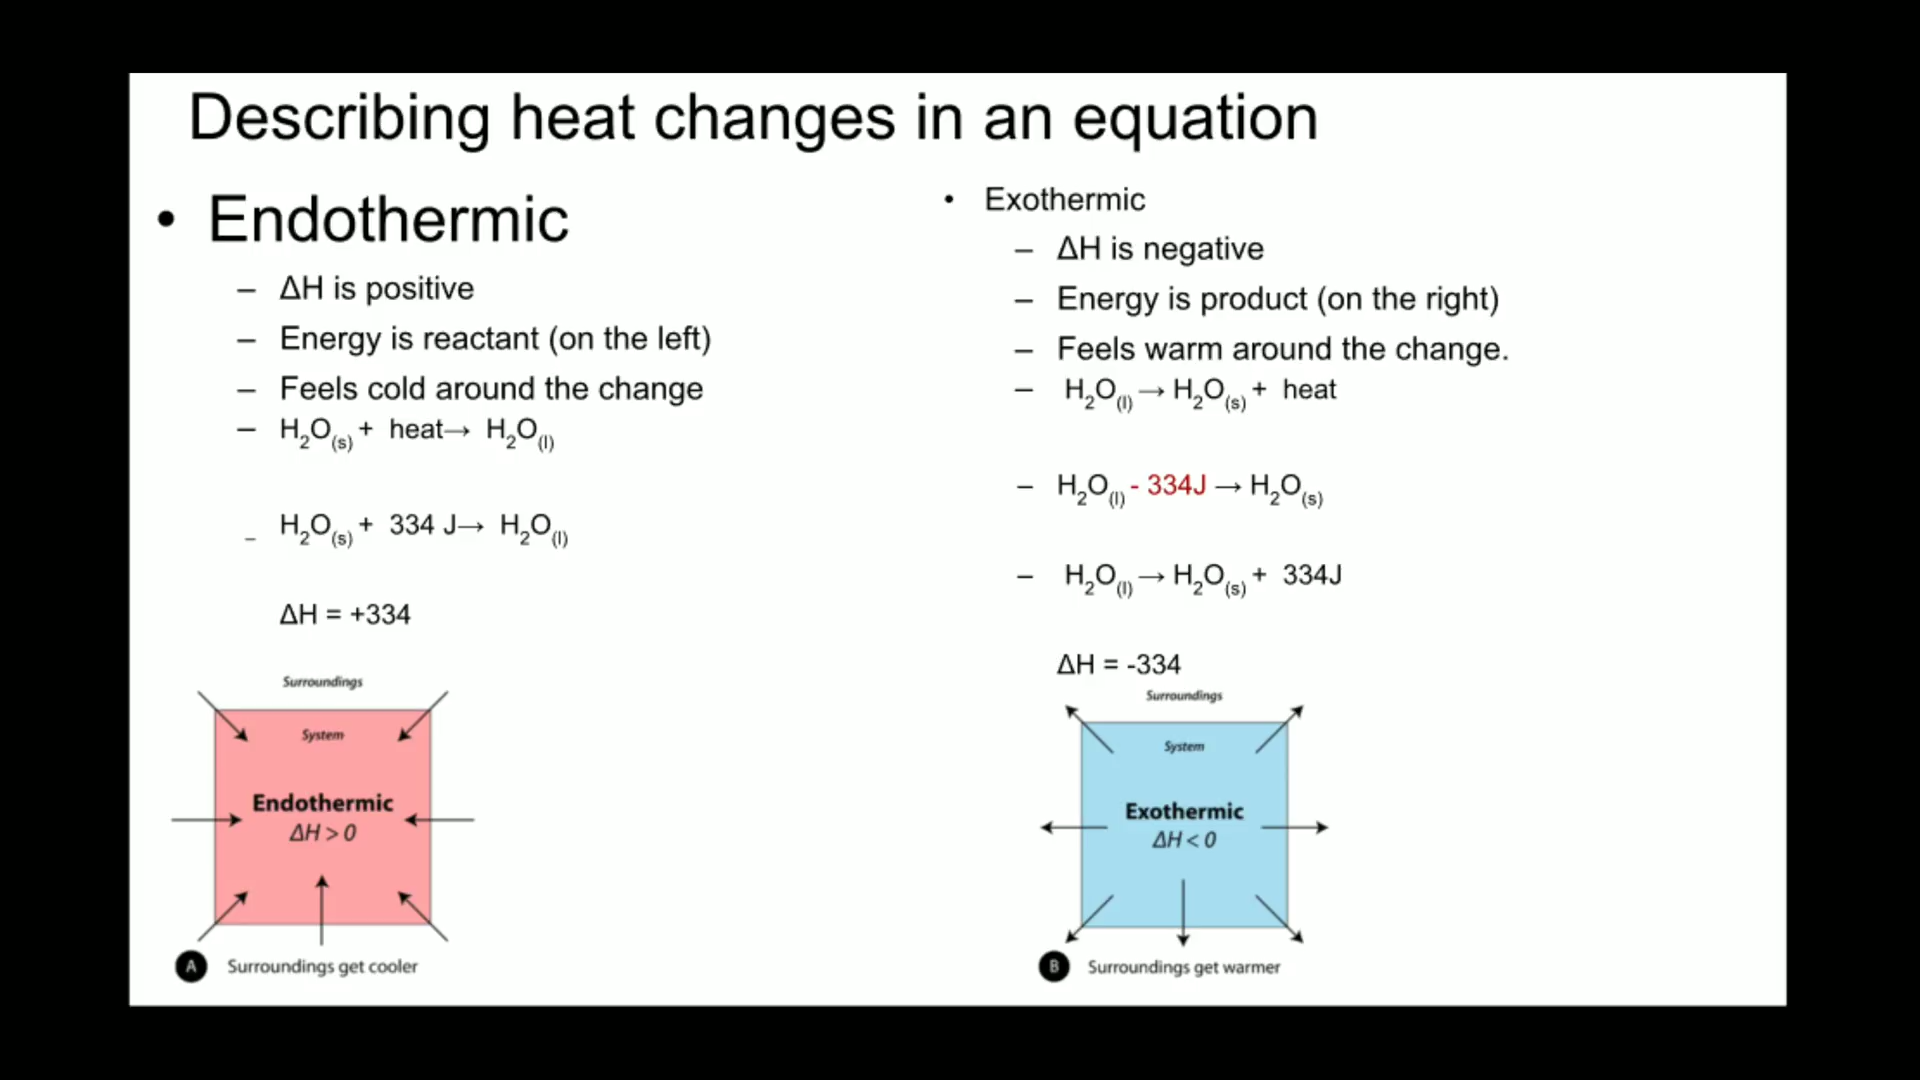 Describing heat changes in an equation
• Endothermic
– ΔH is positive
– Energy is reactant (on the left)
– Feels cold around the change
– H₂O₍s₎ + heat→ H₂O₍l₎
– H₂O₍s₎ + 334 J→ H₂O₍l₎
ΔH = +334
Surroundings
System
Endothermic
ΔH > 0
A Surroundings get cooler
• Exothermic
– ΔH is negative
– Energy is product (on the right)
– Feels warm around the change.
– H₂O₍l₎ → H₂O₍s₎ + heat
– H₂O₍l₎ - 334J → H₂O₍s₎
– H₂O₍l₎ → H₂O₍s₎ + 334J
ΔH = -334
Surroundings
System
Exothermic
ΔH < 0
B Surroundings get warmer